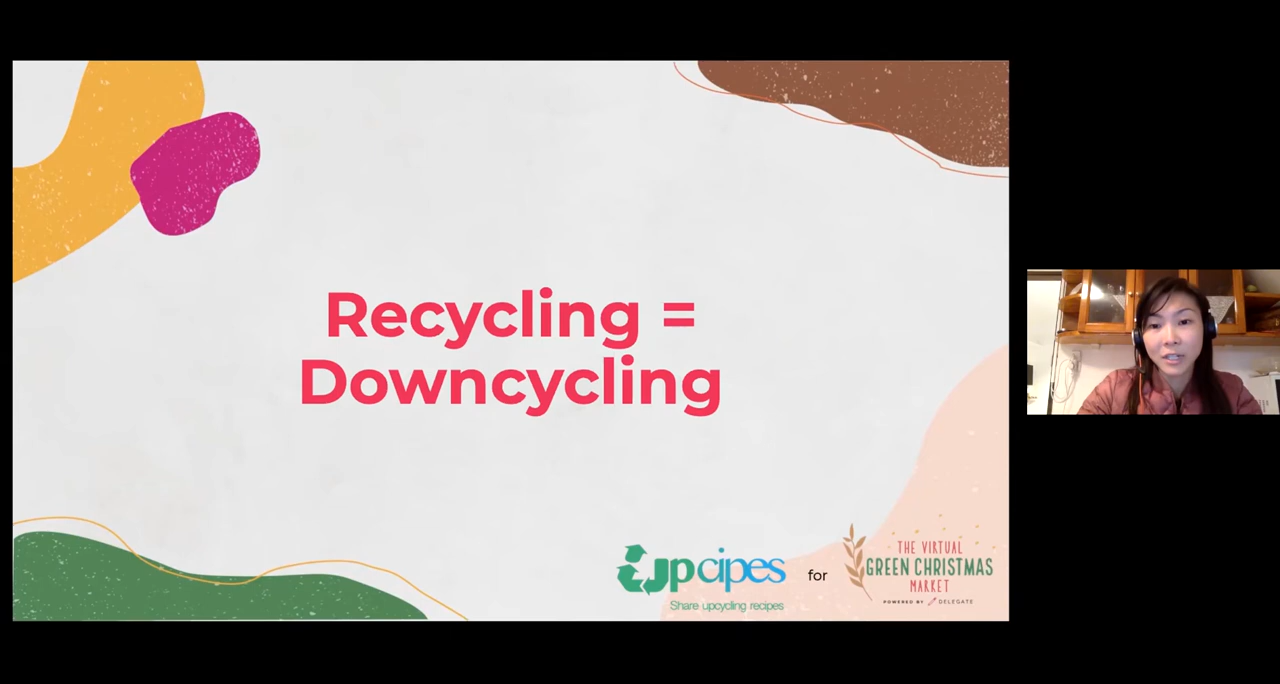 Recycling =
Downcycling
upcipes
Share upcycling recipes
for
THE VIRTUAL
GREEN CHRISTMAS
MARKET
POWERED BY DELEGATE